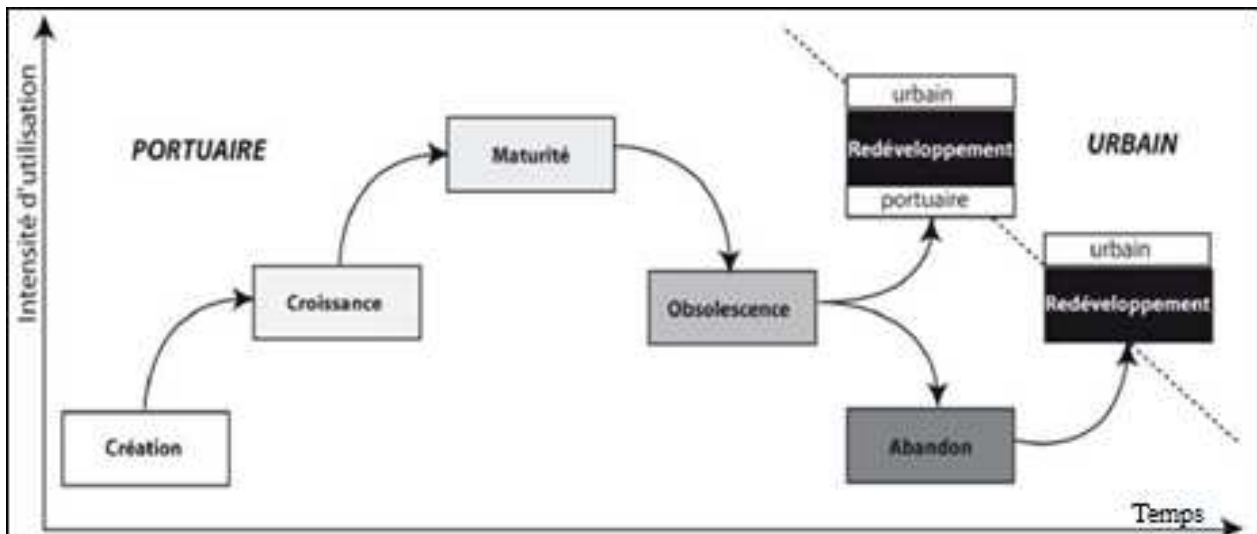 Intensité d'utilisation
PORTUAIRE
URBAIN
Création
Croissance
Maturité
Obsolescence
urbain
Redéveloppement
portuaire
Abandon
urbain
Redéveloppement
Temps